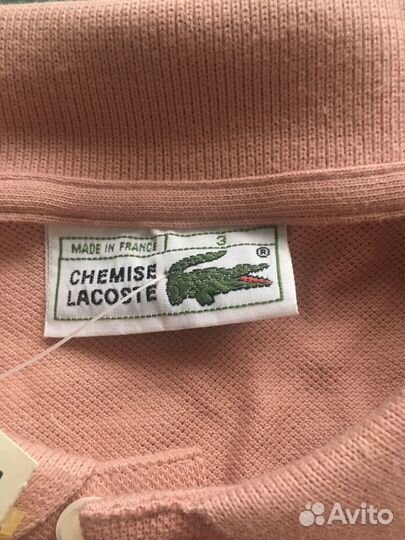 MADE IN FRANCE 3
CHEMISE ®
LACOSTE
Avito